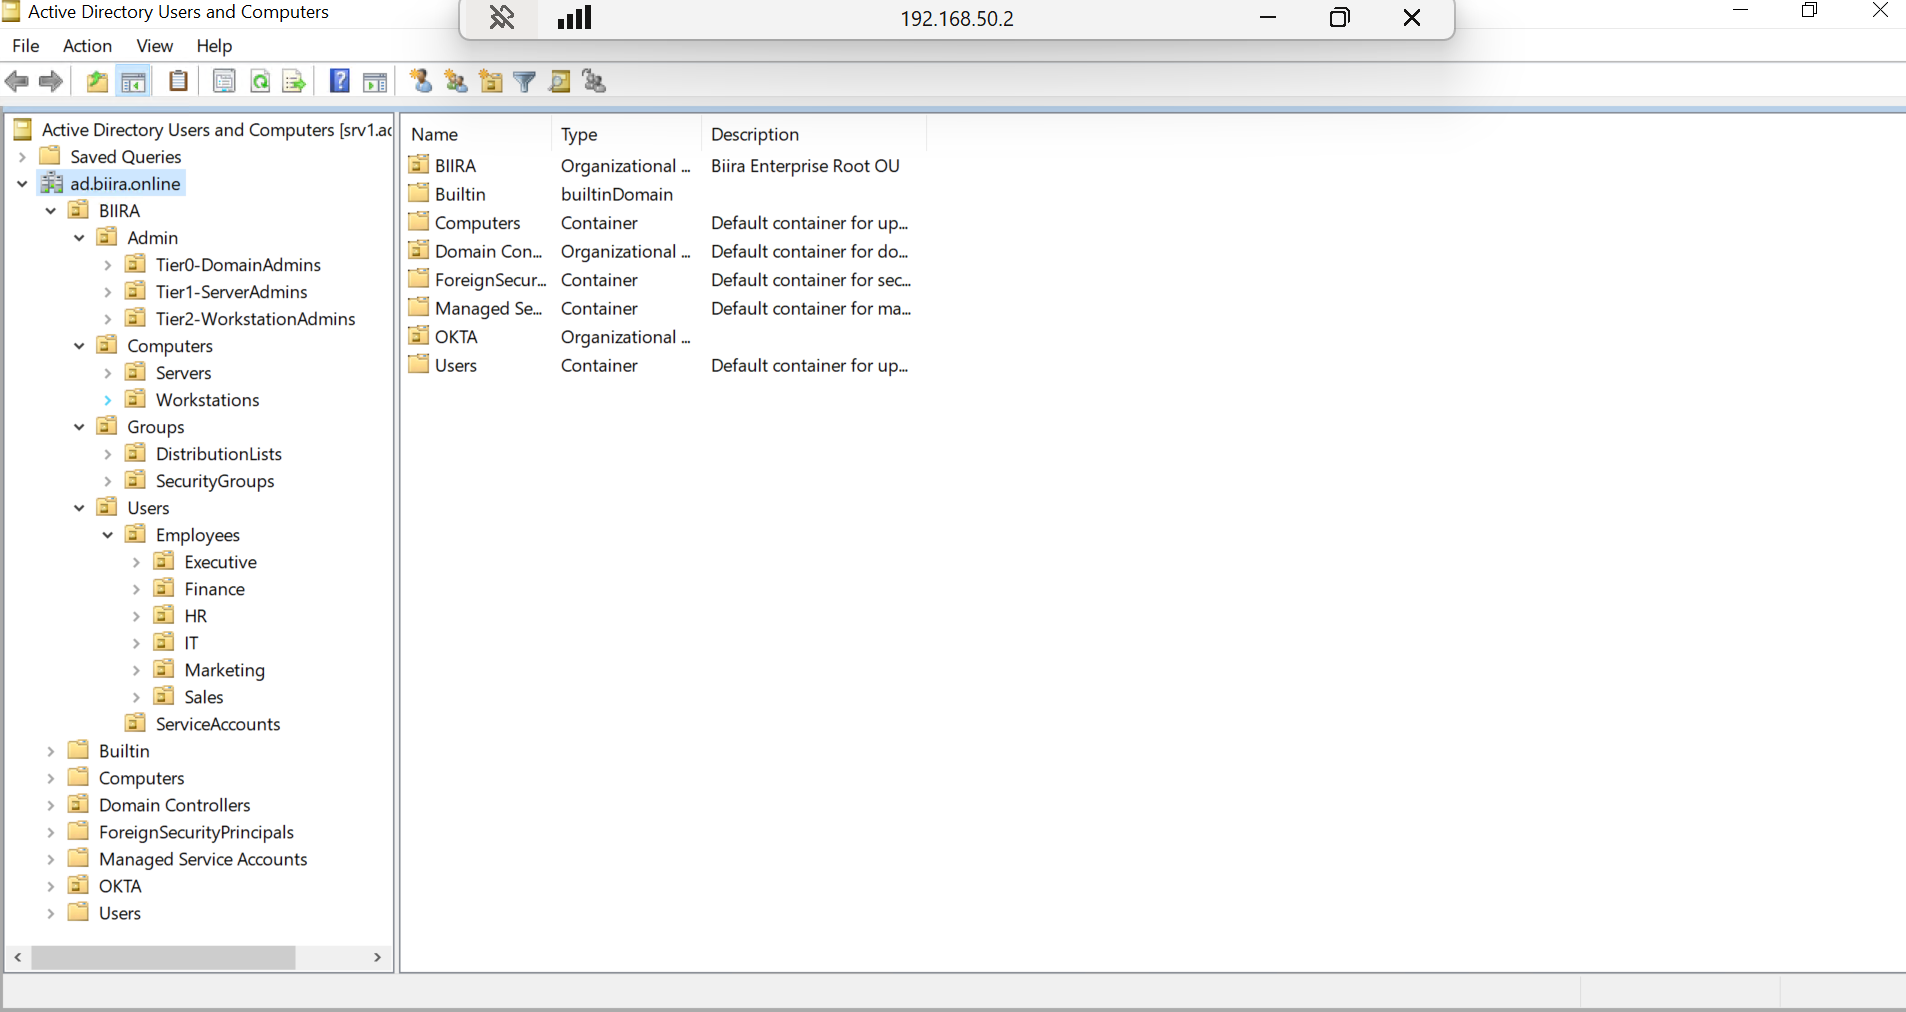 Active Directory Users and Computers
192.168.50.2
File Action View Help
Active Directory Users and Computers [srv1.ac
Saved Queries
ad.biira.online
BIIRA
Admin
Tier0-DomainAdmins
Tier1-ServerAdmins
Tier2-WorkstationAdmins
Computers
Servers
Workstations
Groups
DistributionLists
SecurityGroups
Users
Employees
Executive
Finance
HR
IT
Marketing
Sales
ServiceAccounts
Builtin
Computers
Domain Controllers
ForeignSecurityPrincipals
Managed Service Accounts
OKTA
Users
Name Type Description
BIIRA Organizational ... Biira Enterprise Root OU
Builtin builtinDomain
Computers Container Default container for up...
Domain Con... Organizational ... Default container for do...
ForeignSecur... Container Default container for sec...
Managed Se... Container Default container for ma...
OKTA Organizational ...
Users Container Default container for up...